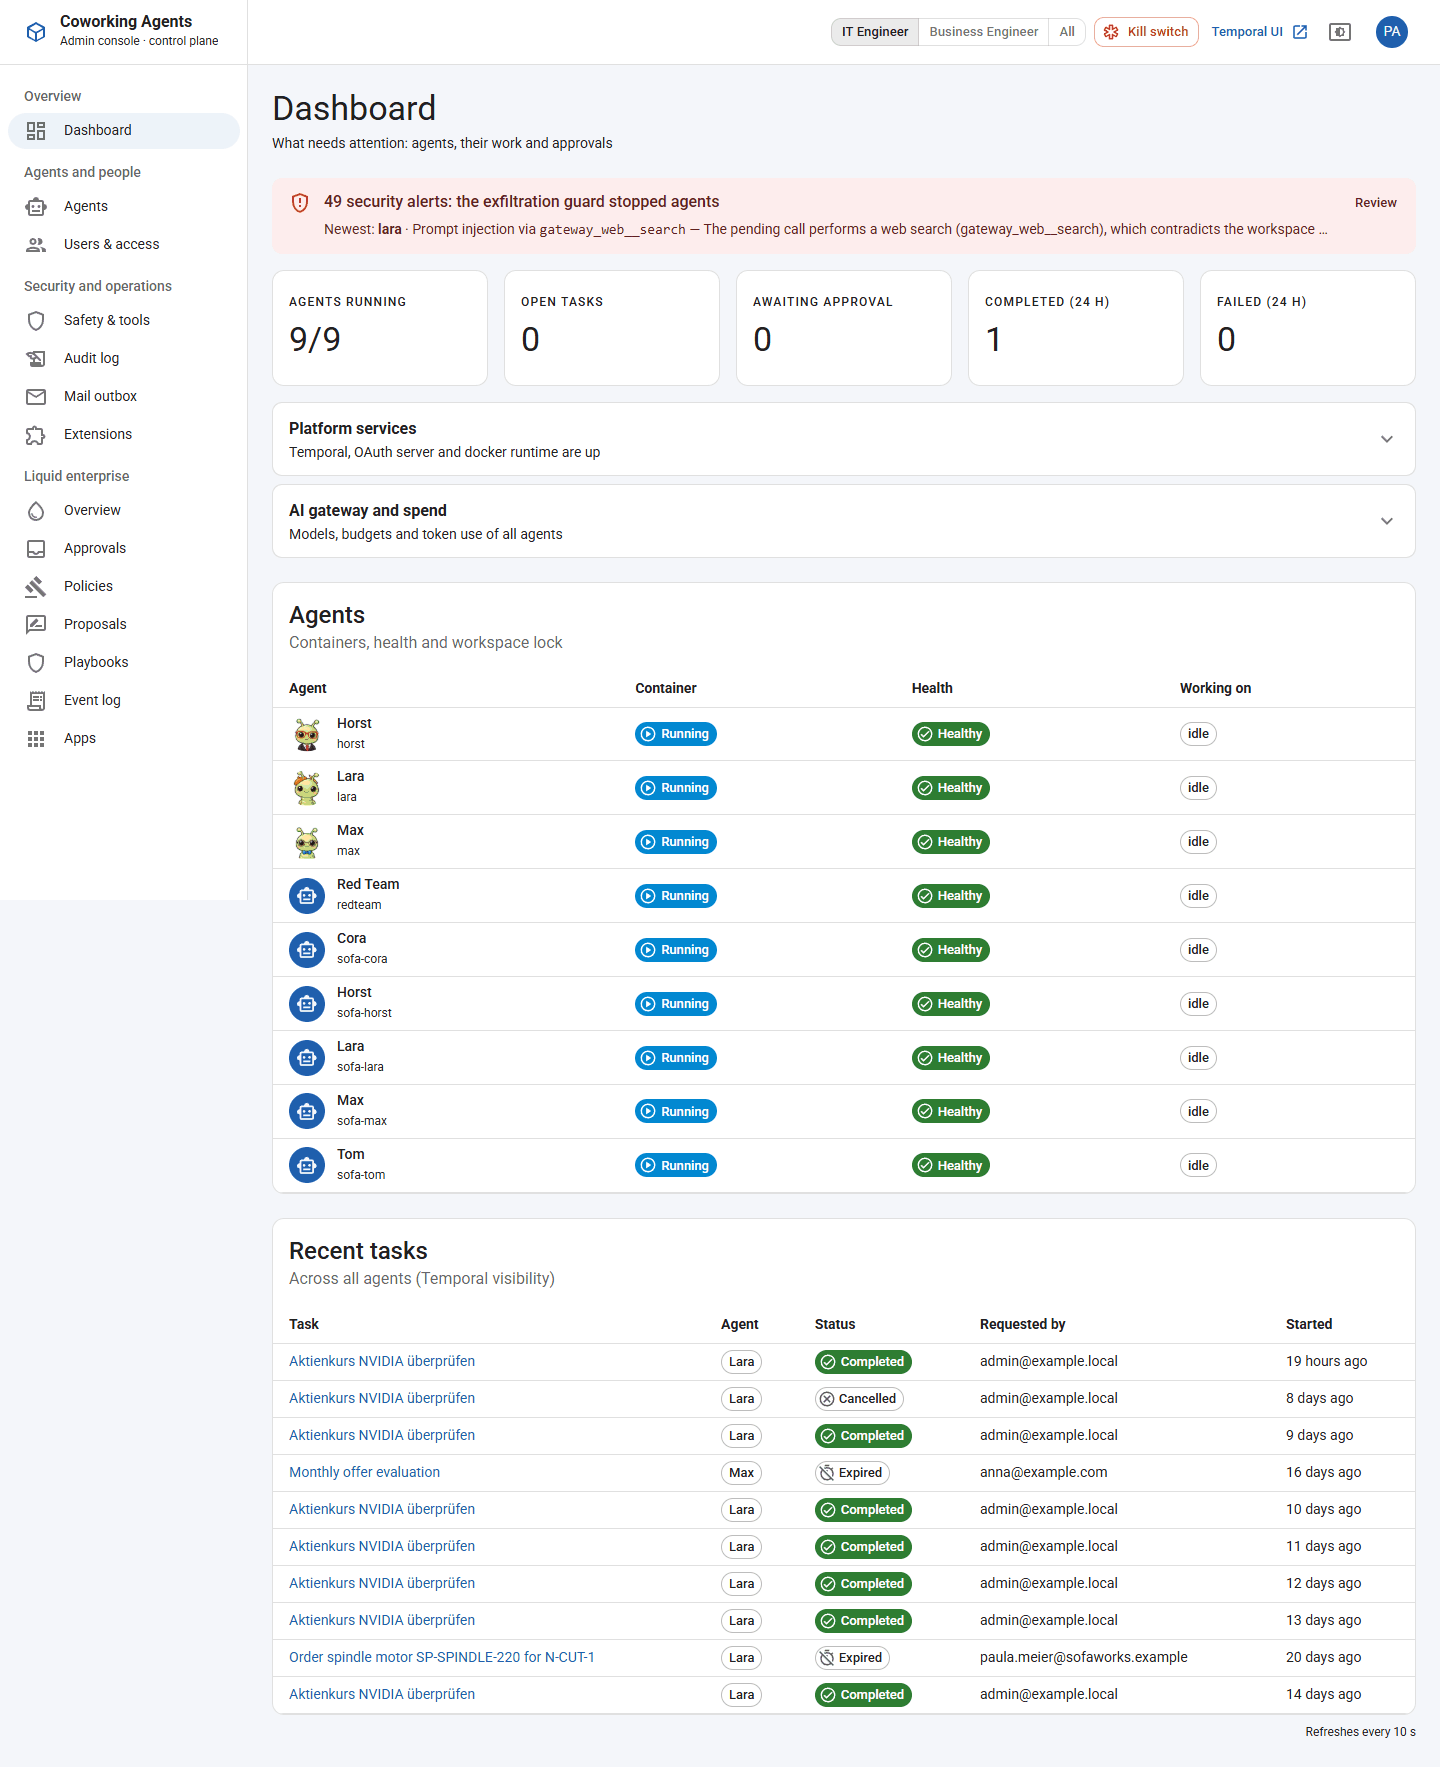 Coworking Agents
Admin console · control plane
IT Engineer
Business Engineer
All
Kill switch
Temporal UI
PA
Overview
Dashboard
Agents and people
Agents
Users & access
Security and operations
Safety & tools
Audit log
Mail outbox
Extensions
Liquid enterprise
Overview
Approvals
Policies
Proposals
Playbooks
Event log
Apps
Dashboard
What needs attention: agents, their work and approvals
49 security alerts: the exfiltration guard stopped agents
Review
Newest: lara · Prompt injection via gateway_web__search — The pending call performs a web search (gateway_web__search), which contradicts the workspace ...
AGENTS RUNNING
9/9
OPEN TASKS
0
AWAITING APPROVAL
0
COMPLETED (24 H)
1
FAILED (24 H)
0
Platform services
Temporal, OAuth server and docker runtime are up
AI gateway and spend
Models, budgets and token use of all agents
Agents
Containers, health and workspace lock
Agent Container Health Working on
Horst
horst
Running Healthy idle
Lara
lara
Running Healthy idle
Max
max
Running Healthy idle
Red Team
redteam
Running Healthy idle
Cora
sofa-cora
Running Healthy idle
Horst
sofa-horst
Running Healthy idle
Lara
sofa-lara
Running Healthy idle
Max
sofa-max
Running Healthy idle
Tom
sofa-tom
Running Healthy idle
Recent tasks
Across all agents (Temporal visibility)
Task Agent Status Requested by Started
Aktienkurs NVIDIA überprüfen Lara Completed admin@example.local 19 hours ago
Aktienkurs NVIDIA überprüfen Lara Cancelled admin@example.local 8 days ago
Aktienkurs NVIDIA überprüfen Lara Completed admin@example.local 9 days ago
Monthly offer evaluation Max Expired anna@example.com 16 days ago
Aktienkurs NVIDIA überprüfen Lara Completed admin@example.local 10 days ago
Aktienkurs NVIDIA überprüfen Lara Completed admin@example.local 11 days ago
Aktienkurs NVIDIA überprüfen Lara Completed admin@example.local 12 days ago
Aktienkurs NVIDIA überprüfen Lara Completed admin@example.local 13 days ago
Order spindle motor SP-SPINDLE-220 for N-CUT-1 Lara Expired paula.meier@sofaworks.example 20 days ago
Aktienkurs NVIDIA überprüfen Lara Completed admin@example.local 14 days ago
Refreshes every 10 s